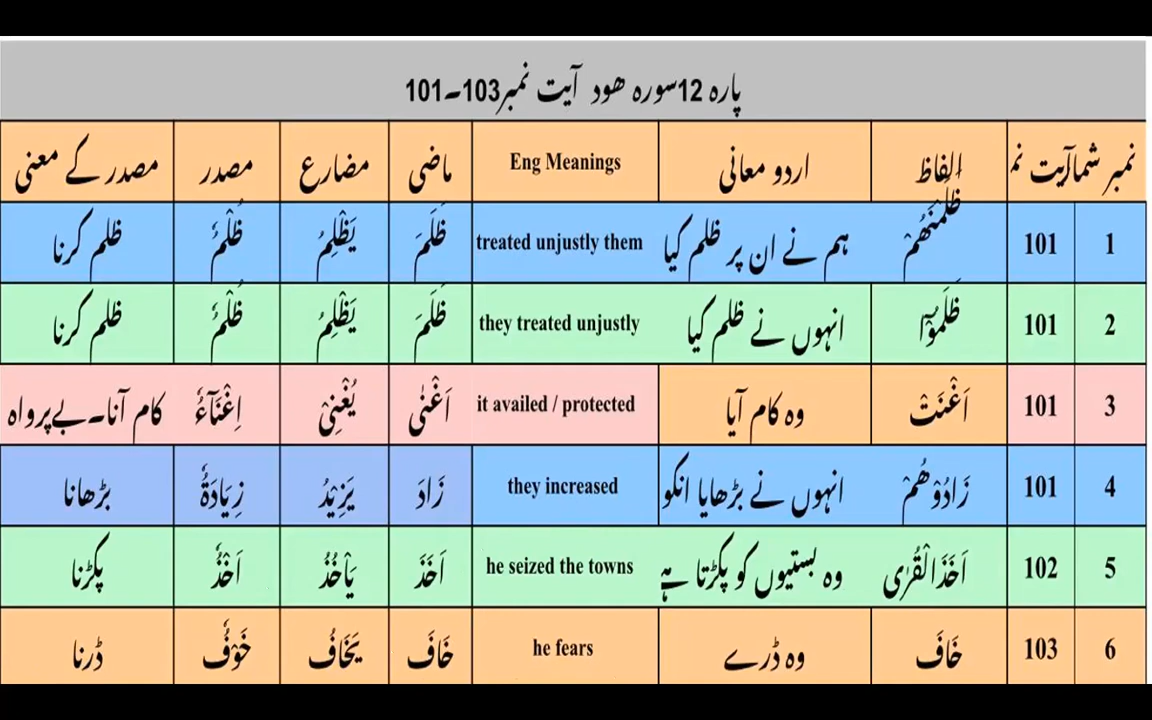 پارہ 12سورہ ھود آیت نمبر103۔101
نمبر شمار آیت نم الفاظ اردو معانی Eng Meanings ماضی مضارع مصدر مصدر کے معنی
1 101 ظَلَمْنٰھُمْ ہم نے ان پر ظلم کیا treated unjustly them ظَلَمَ یَظْلِمُ ظُلْمٌ ظلم کرنا
2 101 ظَلَمُوْٓا انہوں نے ظلم کیا they treated unjustly ظَلَمَ یَظْلِمُ ظُلْمٌ ظلم کرنا
3 101 اَغْنَتْ وہ کام آیا it availed / protected اَغْنٰی یُغْنِیْ اِغْنَآءٌ کام آنا۔بےپرواہ
4 101 زَادُوْھُمْ انہوں نے بڑھایا انکو they increased زَادَ یَزِیْدُ زِیَادَۃٌ بڑھانا
5 102 اَخَذَالْقُرٰی وہ بستیوں کو پکڑتا ہے he seized the towns اَخَذَ یَاْخُذُ اَخْذٌ پکڑنا
6 103 خَافَ وہ ڈرے he fears خَافَ یَخَافُ خَوْفٌ ڈرنا